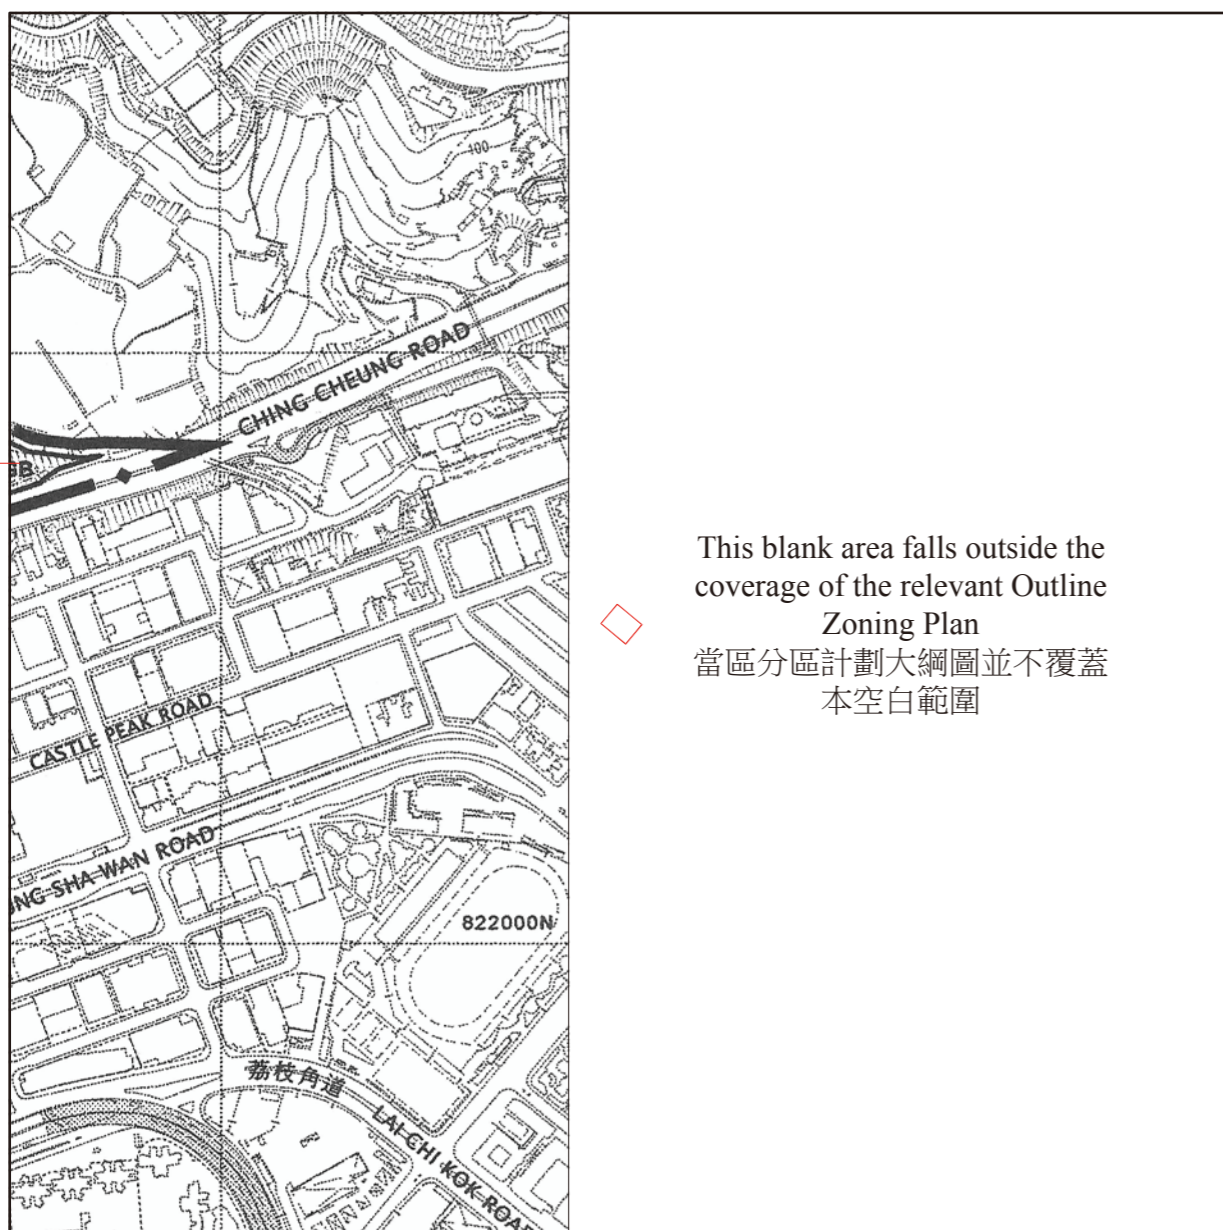 100
CHING CHEUNG ROAD
This blank area falls outside the
coverage of the relevant Outline
Zoning Plan
當區分區計劃大綱圖並不覆蓋
本空白範圍
CASTLE PEAK ROAD
SHA WAN ROAD
822000N
荔枝角道
LAI CHI KOK ROAD